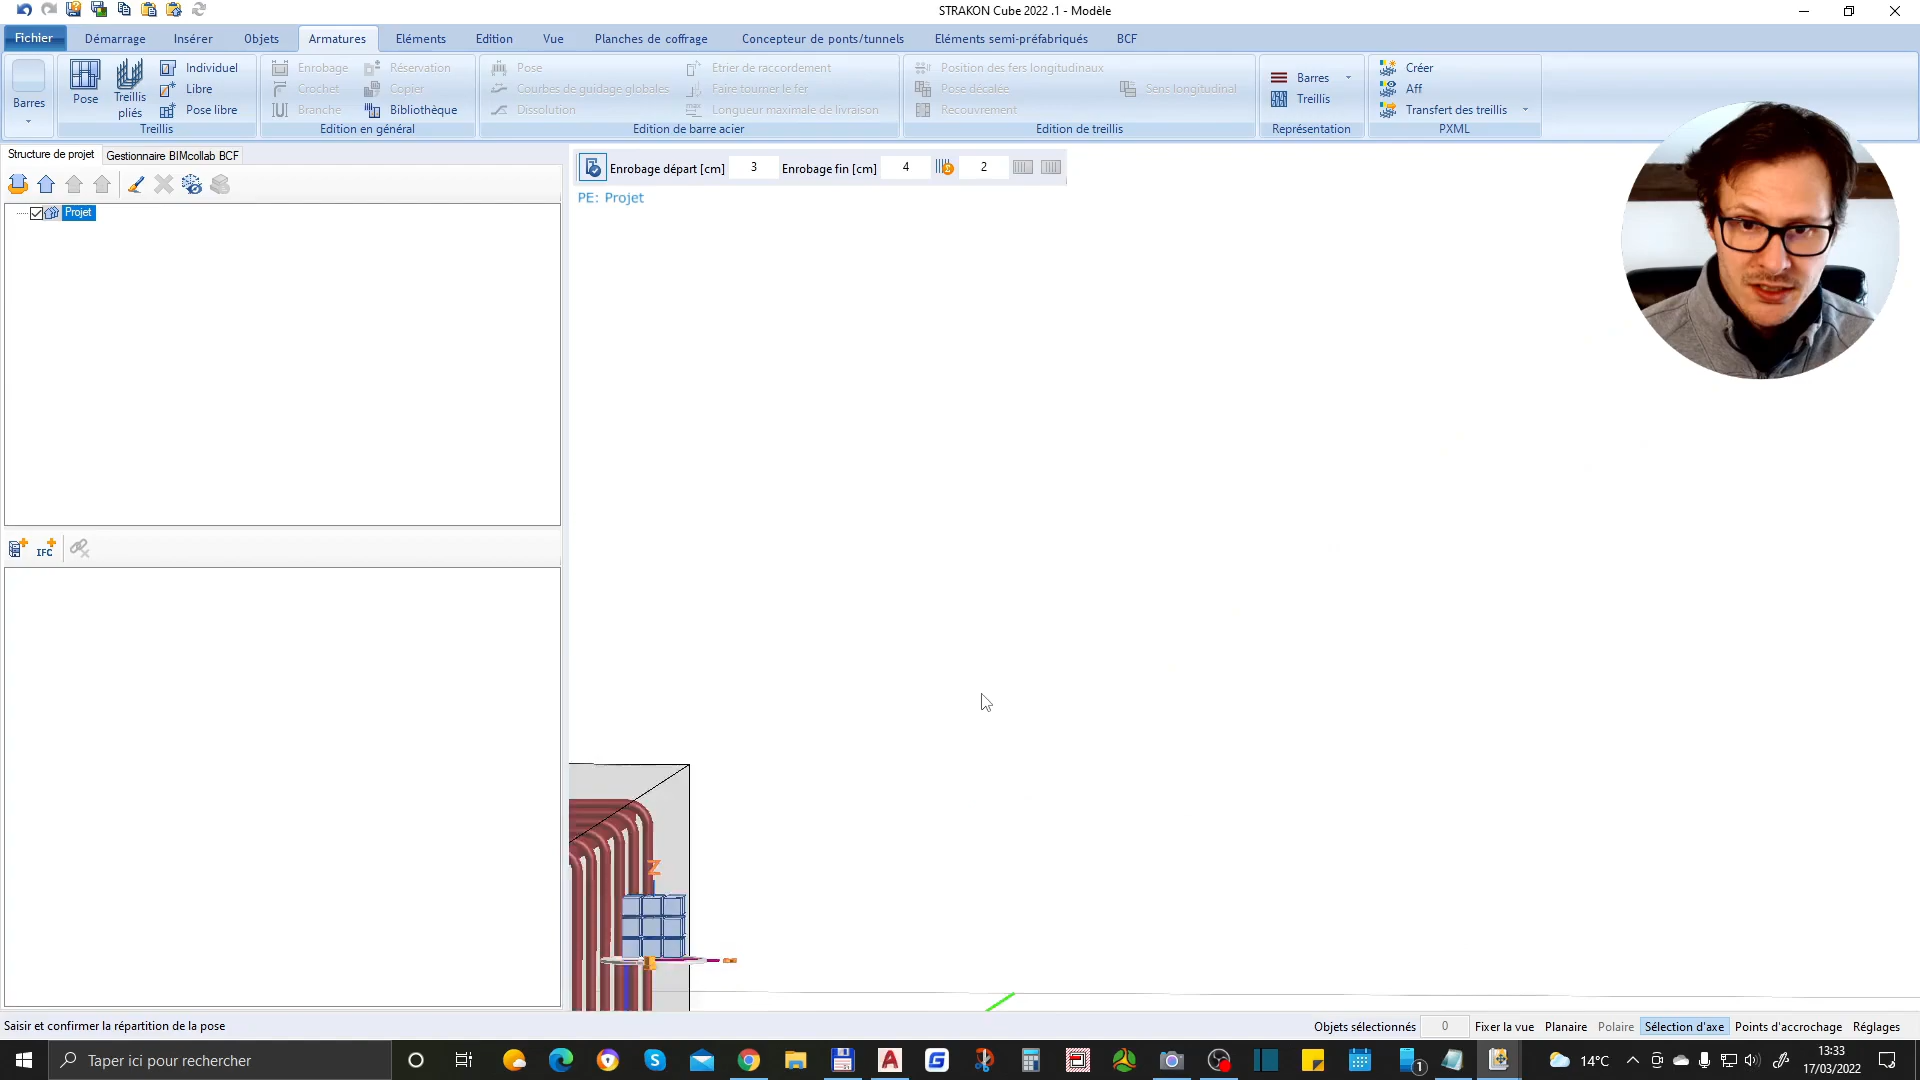 STRAKON Cube 2022 .1 - Modèle
Fichier Démarrage Insérer Objets Armatures Eléments Edition Vue Planches de coffrage Concepteur de ponts/tunnels Eléments semi-préfabriqués BCF
Individuel Enrobage Réservation Pose Etrier de raccordement Position des fers longitudinaux Créer
Barres Treillis
Libre Crochet Copier Courbes de guidage globales Faire tourner le fer Pose décalée Sens longitudinal Aff
Barres Pose Treillis pliés
Pose libre Branche Bibliothèque Dissolution Longueur maximale de livraison Recouvrement Transfert des treillis
Treillis Edition en général Edition de barre acier Edition de treillis Représentation PXML
Structure de projet Gestionnaire BIMcollab BCF
Enrobage départ [cm] 3 Enrobage fin [cm] 4 2
PE: Projet
Projet
IFC
Z
Saisir et confirmer la répartition de la pose
Objets sélectionnés 0 Fixer la vue Planaire Polaire Sélection d'axe Points d'accrochage Réglages
Taper ici pour rechercher
1
14°C
13:33
17/03/2022